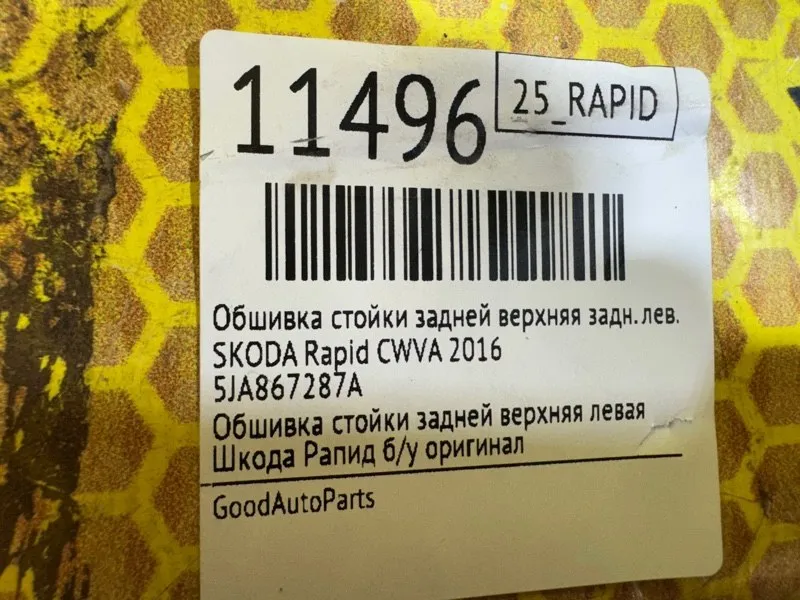 11496
25_RAPID
Обшивка стойки задней верхняя задн.лев.
SKODA Rapid CWVA 2016
5JA867287A
Обшивка стойки задней верхняя левая
Шкода Рапид б/у оригинал
GoodAutoParts